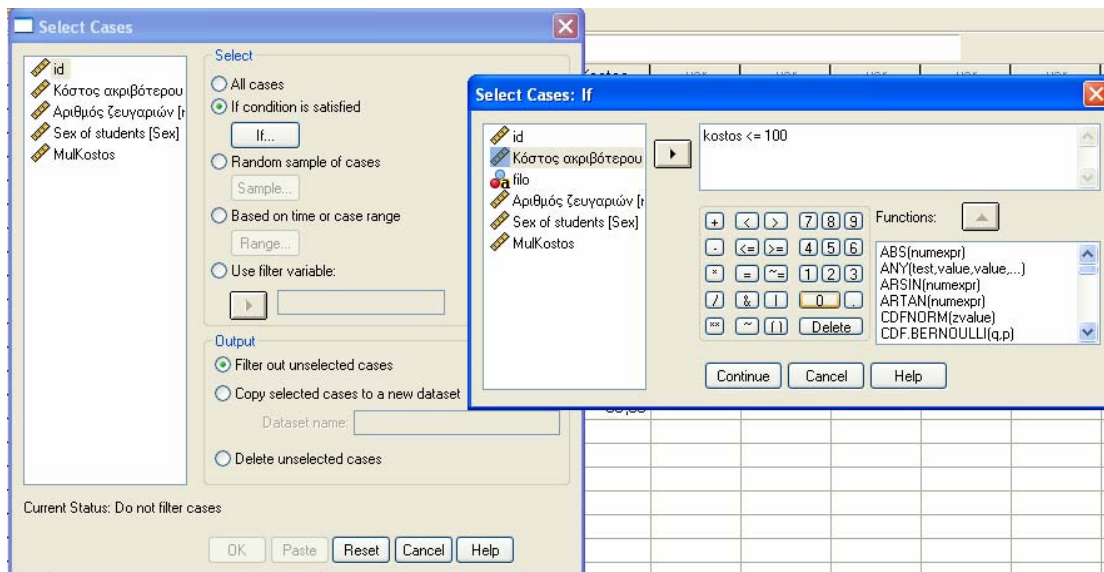 Select Cases
id
Κόστος ακριβότερου
Αριθμός ζευγαριών [r
Sex of students [Sex]
MulKostos
Select
All cases
If condition is satisfied
If...
Random sample of cases
Sample...
Based on time or case range
Range...
Use filter variable:
Output
Filter out unselected cases
Copy selected cases to a new dataset
Dataset name:
Delete unselected cases
Current Status: Do not filter cases
OK Paste Reset Cancel Help
Select Cases: If
id
Κόστος ακριβότερου
filo
Αριθμός ζευγαριών [r
Sex of students [Sex]
MulKostos
kostos <= 100
+ < > 7 8 9
- <= >= 4 5 6
* = ~= 1 2 3
/ & | 0 .
** ~ () Delete
Functions:
ABS(numexpr)
ANY(test,value,value,...)
ARSIN(numexpr)
ARTAN(numexpr)
CDFNORM(zvalue)
CDF.BERNOULLI(q,p)
Continue Cancel Help